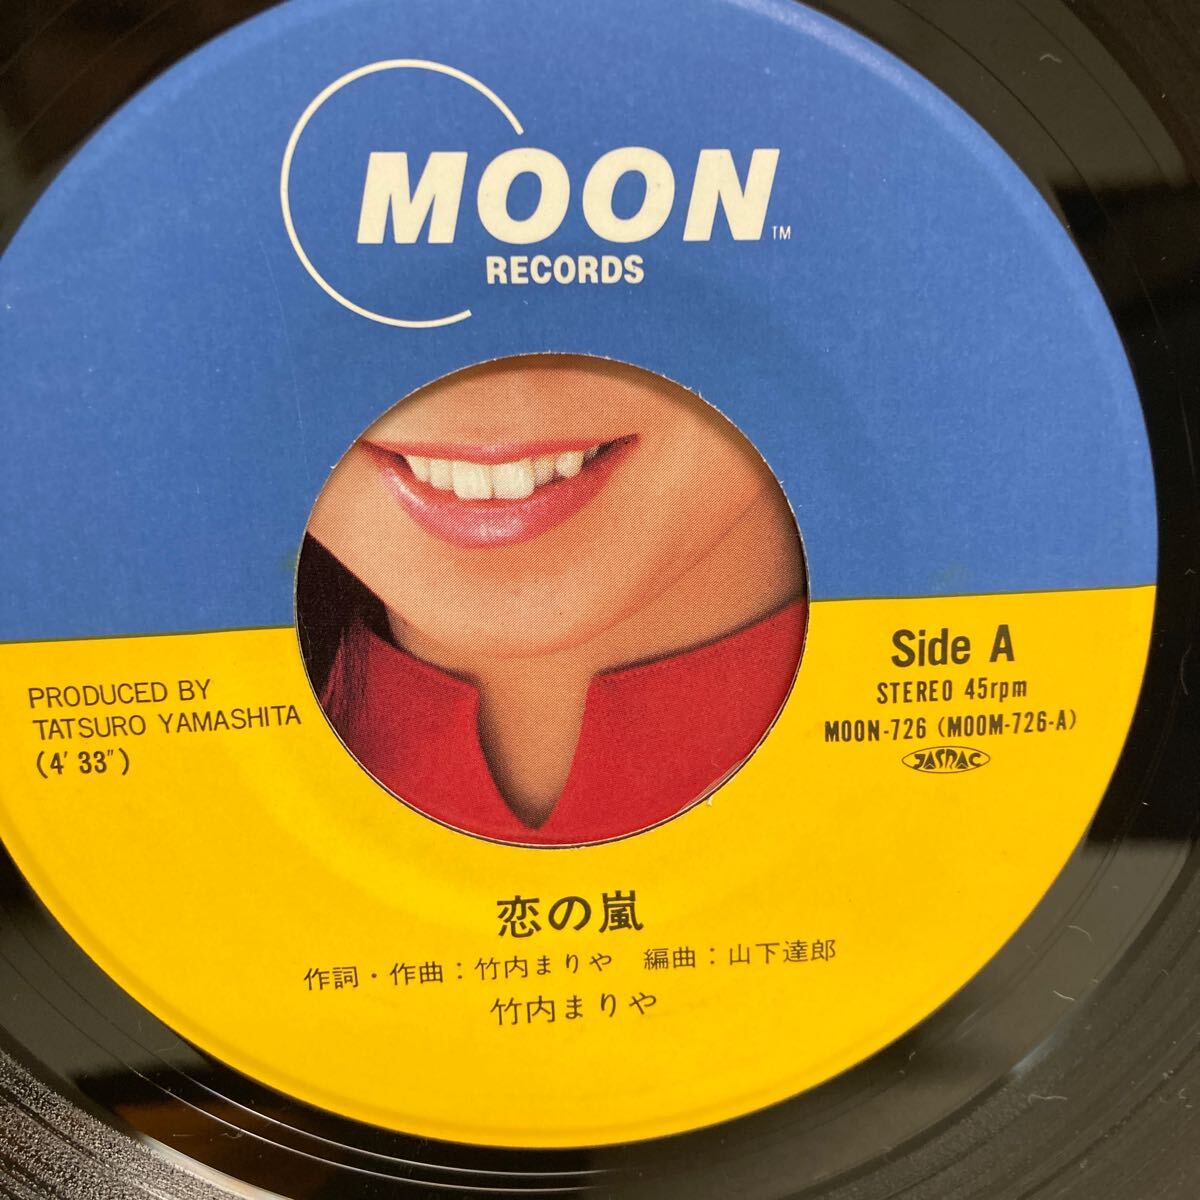 MOON TM
RECORDS
PRODUCED BY
TATSURO YAMASHITA
(4′33″)
Side A
STEREO 45rpm
MOON-726 (MOOM-726-A)
JASRAC
恋の嵐
作詞・作曲：竹内まりや　編曲：山下達郎
竹内まりや